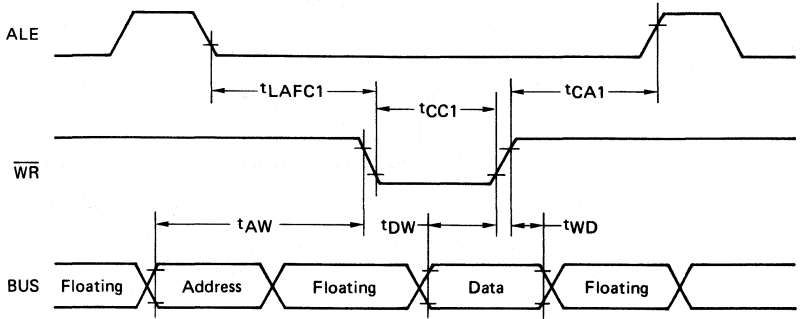 ALE
tLAFC1
tCC1
tCA1
WR
tAW
tDW
tWD
BUS
Floating
Address
Floating
Data
Floating